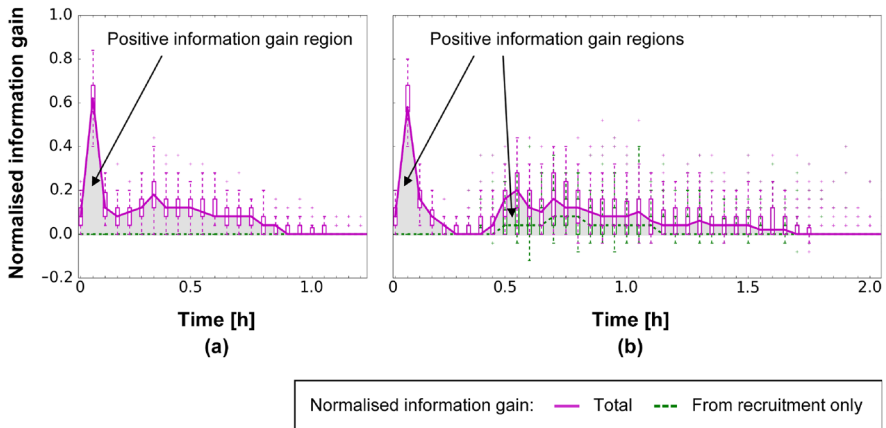 Normalised information gain
1.0
0.8
0.6
0.4
0.2
0.0
−0.2
Positive information gain region
Positive information gain regions
0 0.5 1.0
0 0.5 1.0 1.5 2.0
Time [h] Time [h]
(a) (b)
Normalised information gain: Total From recruitment only